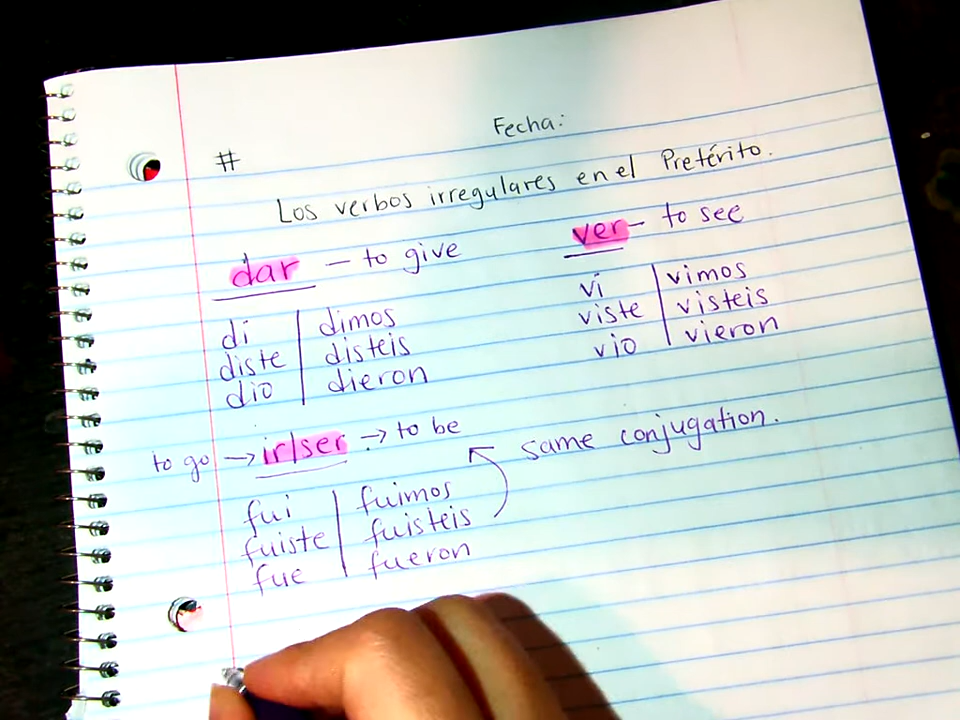 Fecha:
#
Los verbos irregulares en el Pretérito.
dar - to give
di | dimos
diste | disteis
dio | dieron
ver - to see
vi | vimos
viste | visteis
vio | vieron
to go → ir/ser → to be
fui | fuimos
fuiste | fuisteis
fue | fueron
same conjugation.